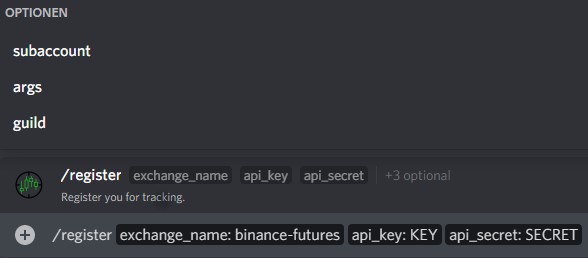 OPTIONEN
subaccount
args
guild
/register exchange_name api_key api_secret +3 optional
Register you for tracking.
/register exchange_name: binance-futures api_key: KEY api_secret: SECRET